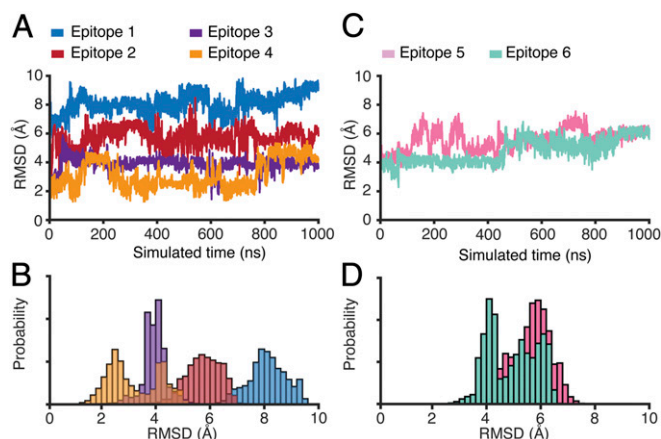 A
Epitope 1
Epitope 3
Epitope 2
Epitope 4
10
8
6
4
2
0
RMSD (Å)
0 200 400 600 800 1000
Simulated time (ns)
C
Epitope 5
Epitope 6
10
8
6
4
2
0
RMSD (Å)
0 200 400 600 800 1000
Simulated time (ns)
B
Probability
0 2 4 6 8 10
RMSD (Å)
D
Probability
0 2 4 6 8 10
RMSD (Å)